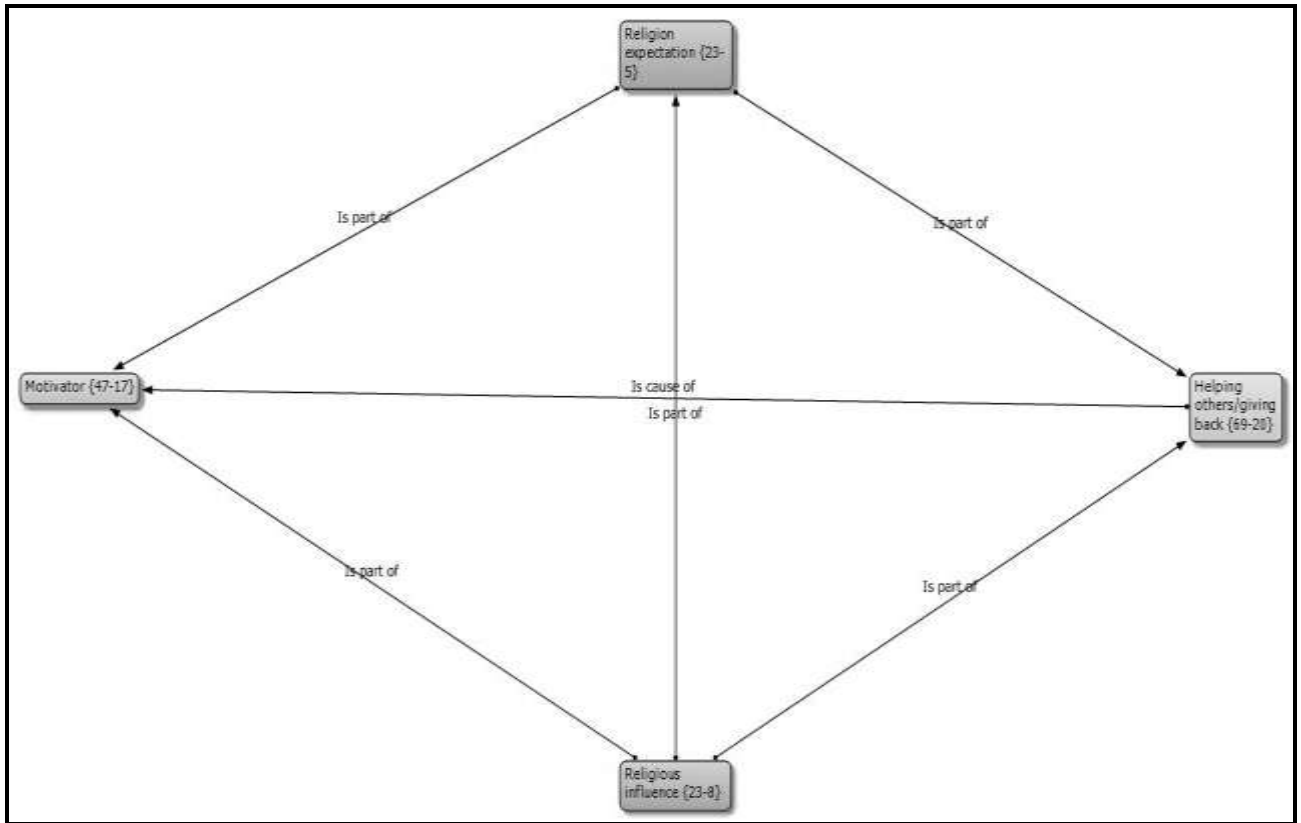 Religion
expectation {23-
5}
Is part of
Is part of
Motivator {47-17}
Is cause of
Is part of
Helping
others/giving
back {69-20}
Is part of
Is part of
Religious
influence {23-8}